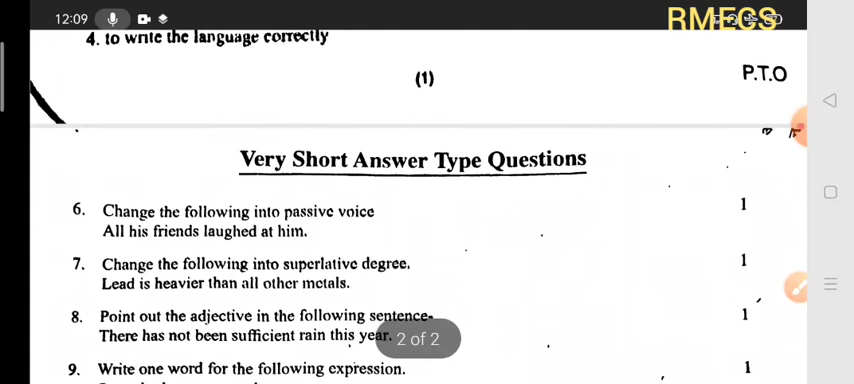 12:09
RMECS
4. to write the language correctly
(1)
P.T.O
Very Short Answer Type Questions
6. Change the following into passive voice 1
All his friends laughed at him.
7. Change the following into superlative degree. 1
Lead is heavier than all other metals.
8. Point out the adjective in the following sentence- 1
There has not been sufficient rain this year.
2 of 2
9. Write one word for the following expression. 1